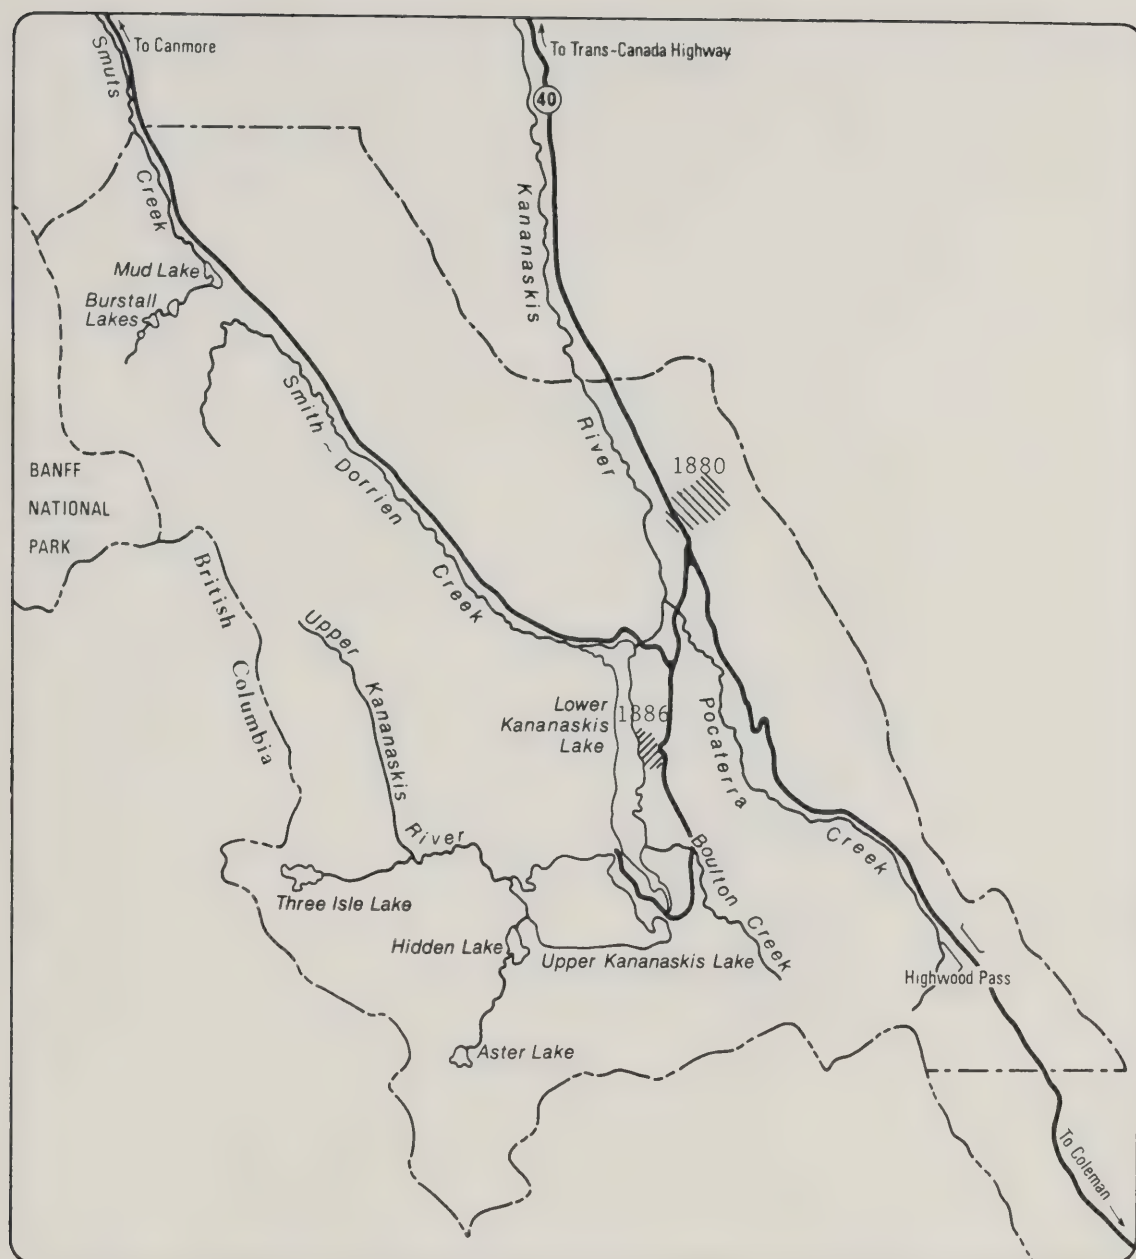 To Canmore
To Trans-Canada Highway
40
Smuts
Creek
Kananaskis
River
Mud Lake
Burstall
Lakes
Smith-Dorrien
Creek
1880
BANFF
NATIONAL
PARK
British
Columbia
Upper
Kananaskis
River
Lower
Kananaskis
Lake
1886
Pocaterra
Creek
Boulton Creek
Three Isle Lake
Hidden Lake
Upper Kananaskis Lake
Highwood Pass
Aster Lake
To Coleman